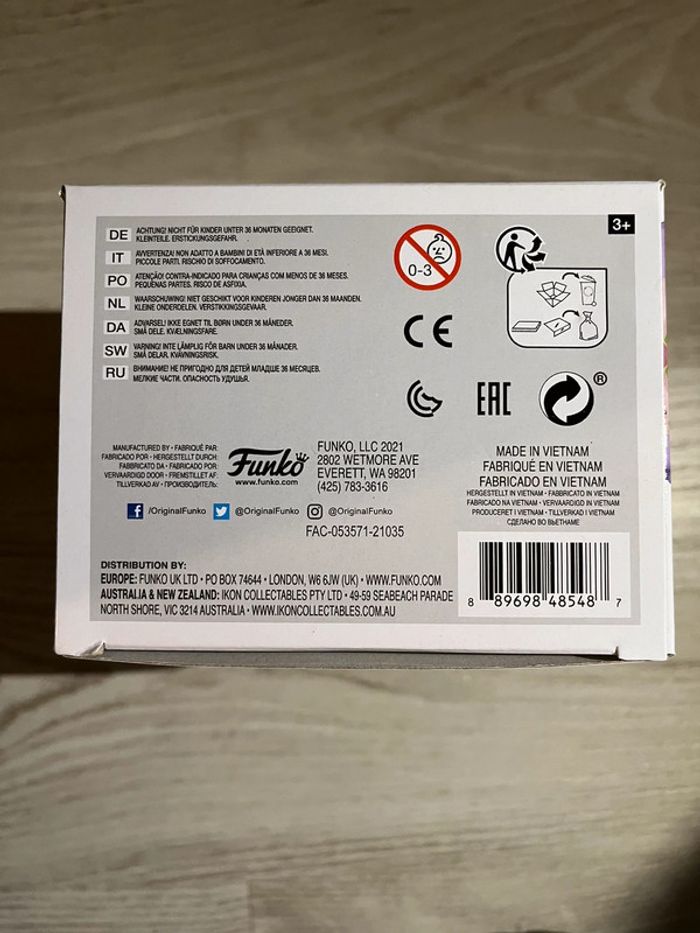 3+
DE ACHTUNG! NICHT FÜR KINDER UNTER 36 MONATEN GEEIGNET.
KLEINTEILE. ERSTICKUNGSGEFAHR.
IT AVVERTENZA! NON ADATTO A BAMBINI DI ETÀ INFERIORE A 36 MESI.
PICCOLE PARTI. RISCHIO DI SOFFOCAMENTO.
PO ATENÇÃO! CONTRA-INDICADO PARA CRIANÇAS COM MENOS DE 36 MESES.
PEQUENAS PARTES. RISCO DE ASFIXIA.
NL WAARSCHUWING! NIET GESCHIKT VOOR KINDEREN JONGER DAN 36 MAANDEN.
KLEINE ONDERDELEN. VERSTIKKINGSGEVAAR.
DA ADVARSEL! IKKE EGNET TIL BØRN UNDER 36 MÅNEDER.
SMÅ DELE. KVÆLNINGSFARE.
SW VARNING! INTE LÄMPLIG FÖR BARN UNDER 36 MÅNADER.
SMÅ DELAR. KVÄVNINGSRISK.
RU ВНИМАНИЕ! НЕ ПРИГОДНО ДЛЯ ДЕТЕЙ МЛАДШЕ 36 МЕСЯЦЕВ.
МЕЛКИЕ ЧАСТИ. ОПАСНОСТЬ УДУШЬЯ.
0-3
CE
EAC
®
MANUFACTURED BY • FABRIQUÉ PAR:
FABRICADO POR • HERGESTELLT DURCH:
FABBRICATO DA • FABRICADO POR:
VERVAARDIGD DOOR • FREMSTILLET AF:
TILLVERKAD AV • ПРОИЗВОДИТЕЛЬ:
Funko
www.funko.com
FUNKO, LLC 2021
2802 WETMORE AVE
EVERETT, WA 98201
(425) 783-3616
/OriginalFunko @OriginalFunko @OriginalFunko
FAC-053571-21035
MADE IN VIETNAM
FABRIQUÉ EN VIETNAM
FABRICADO EN VIETNAM
HERGESTELLT IN VIETNAM • FABBRICATO IN VIETNAM
FABRICADO NA VIETNAM • VERVAARDIGD IN VIETNAM
PRODUCERET I VIETNAM • TILLVERKAD I VIETNAM
СДЕЛАНО ВО ВЬЕТНАМЕ
DISTRIBUTION BY:
EUROPE: FUNKO UK LTD • PO BOX 74644 • LONDON, W6 6JW (UK) • WWW.FUNKO.COM
AUSTRALIA & NEW ZEALAND: IKON COLLECTABLES PTY LTD • 49-59 SEABEACH PARADE
NORTH SHORE, VIC 3214 AUSTRALIA • WWW.IKONCOLLECTABLES.COM.AU
8 89698 48548 7